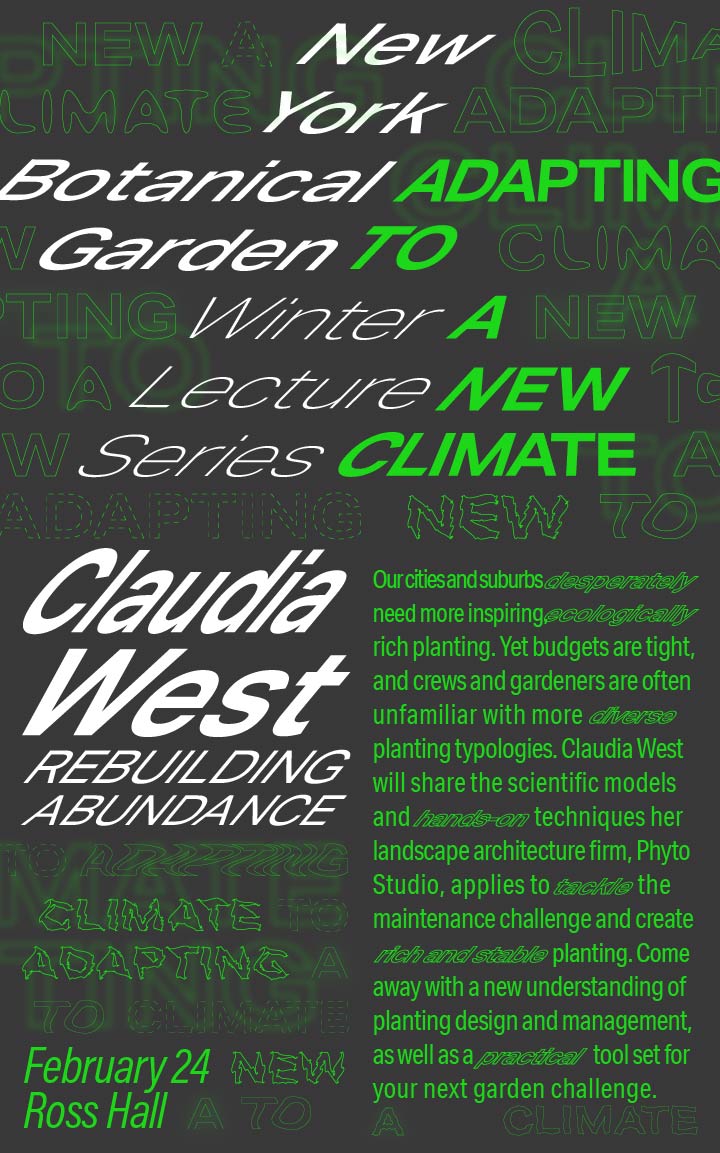 NEW A New CLIMA
LIMATE York ADAPTI
Botanical ADAPTING
W Garden TO CLIMA
PTING Winter A NEW
O A Lecture NEW TO
W Series CLIMATE A
ADAPTING NEW TO
Claudia
West
REBUILDING
ABUNDANCE
TO ADAPTING
CLIMATE TO
ADAPTING A
TO CLIMATE
February 24 NEW
Ross Hall A TO
Our cities and suburbs desperately
need more inspiring ecologically
rich planting. Yet budgets are tight,
and crews and gardeners are often
unfamiliar with more diverse
planting typologies. Claudia West
will share the scientific models
and hands-on techniques her
landscape architecture firm, Phyto
Studio, applies to tackle the
maintenance challenge and create
rich and stable planting. Come
away with a new understanding of
planting design and management,
as well as a practical tool set for
your next garden challenge.
A CLIMATE